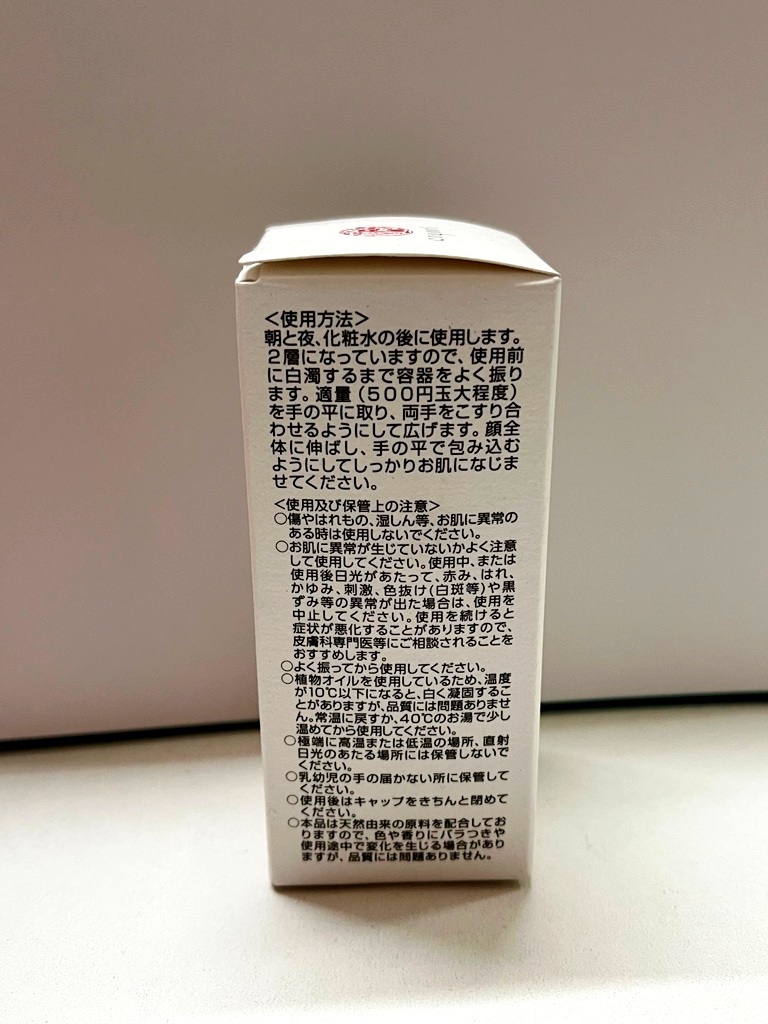 ＜使用方法＞
朝と夜、化粧水の後に使用します。
2層になっていますので、使用前
に白濁するまで容器をよく振り
ます。適量（500円玉大程度）
を手の平に取り、両手をこすり合
わせるようにして広げます。顔全
体に伸ばし、手の平で包み込む
ようにしてしっかりお肌になじま
せてください。
＜使用及び保管上の注意＞
○傷やはれもの、湿しん等、お肌に異常の
ある時は使用しないでください。
○お肌に異常が生じていないかよく注意
して使用してください。使用中、または
使用後日光があたって、赤み、はれ、
かゆみ、刺激、色抜け(白斑等)や黒
ずみ等の異常が出た場合は、使用を
中止してください。使用を続けると
症状が悪化することがありますので、
皮膚科専門医等にご相談されることを
おすすめします。
○よく振ってから使用してください。
○植物オイルを使用しているため、温度
が10℃以下になると、白く凝固するこ
とがありますが、品質には問題ありませ
ん。常温に戻すか、40℃のお湯で少し
温めてから使用してください。
○極端に高温または低温の場所、直射
日光のあたる場所には保管しないで
ください。
○乳幼児の手の届かない所に保管して
ください。
○使用後はキャップをきちんと閉めて
ください。
○本品は天然由来の原料を配合してお
りますので、色や香りにバラつきや
使用途中で変化を生じる場合があり
ますが、品質には問題ありません。